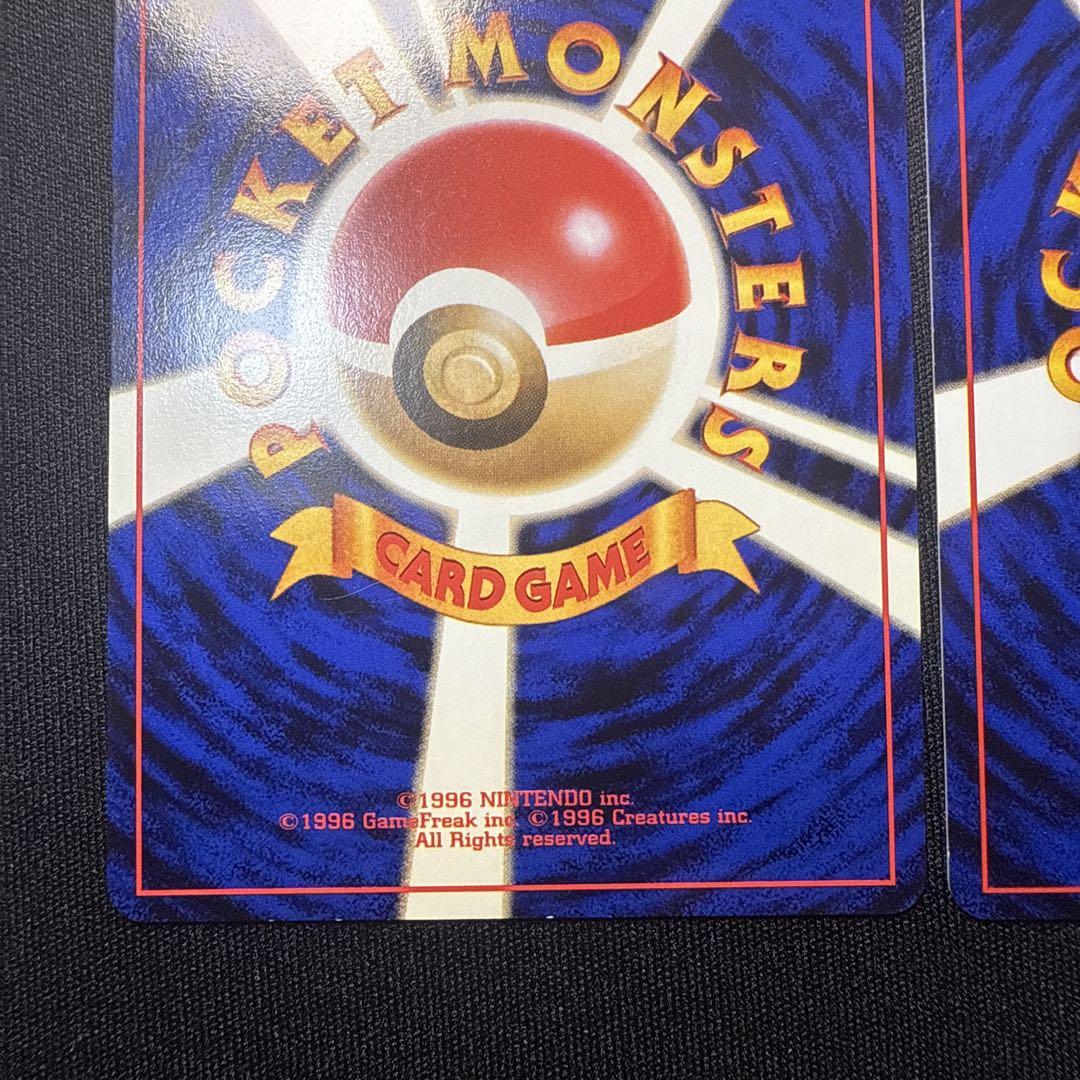 POCKET MONSTERS
CARD GAME
©1996 NINTENDO inc.
©1996 GameFreak inc. ©1996 Creatures inc.
All Rights reserved.